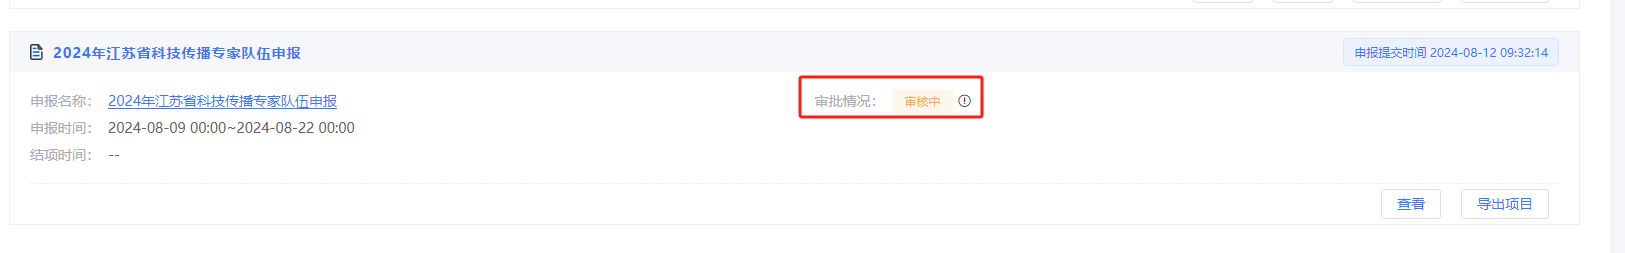 2024年江苏省科技传播专家队伍申报
申报提交时间 2024-08-12 09:32:14
申报名称： 2024年江苏省科技传播专家队伍申报
审批情况： 审核中
申报时间： 2024-08-09 00:00~2024-08-22 00:00
结项时间： --
查看
导出项目